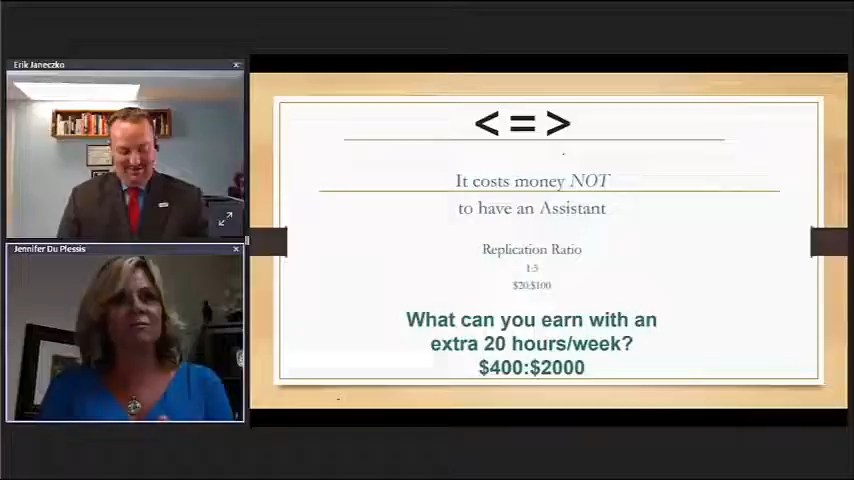 Erik Janeczko
Jennifer Du Plessis
< = >
It costs money NOT
to have an Assistant
Replication Ratio
1:5
$20:$100
What can you earn with an
extra 20 hours/week?
$400:$2000